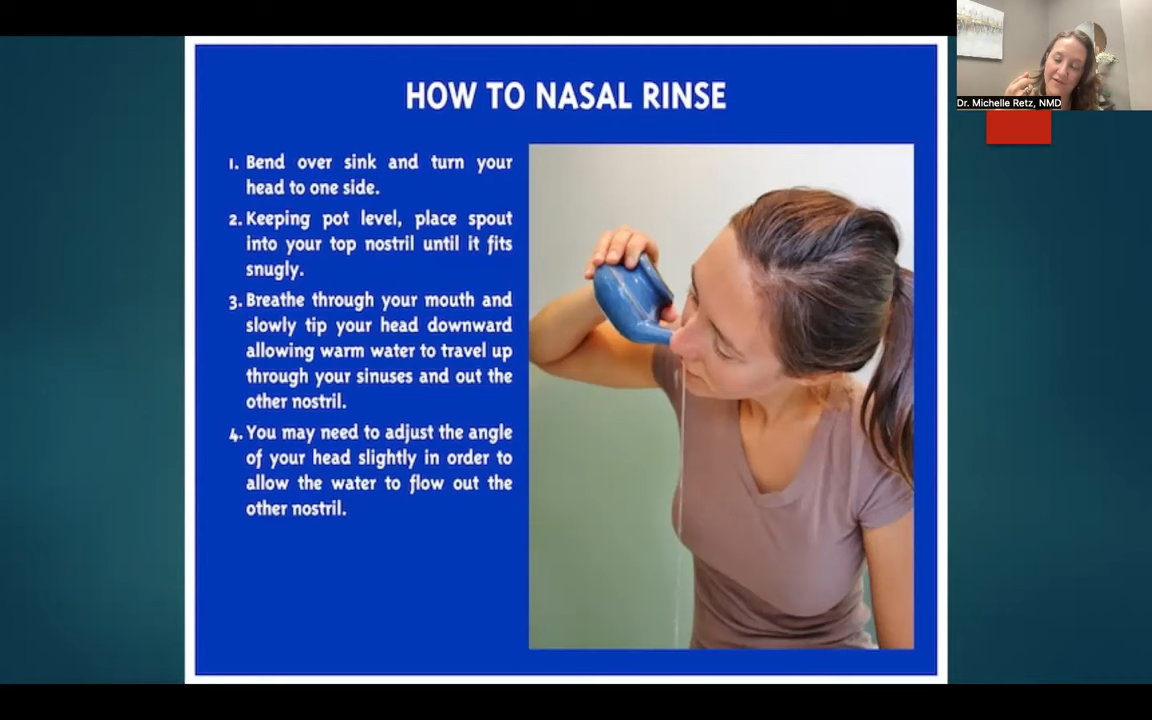 HOW TO NASAL RINSE
1. Bend over sink and turn your
head to one side.
2. Keeping pot level, place spout
into your top nostril until it fits
snugly.
3. Breathe through your mouth and
slowly tip your head downward
allowing warm water to travel up
through your sinuses and out the
other nostril.
4. You may need to adjust the angle
of your head slightly in order to
allow the water to flow out the
other nostril.
Dr. Michelle Retz, NMD